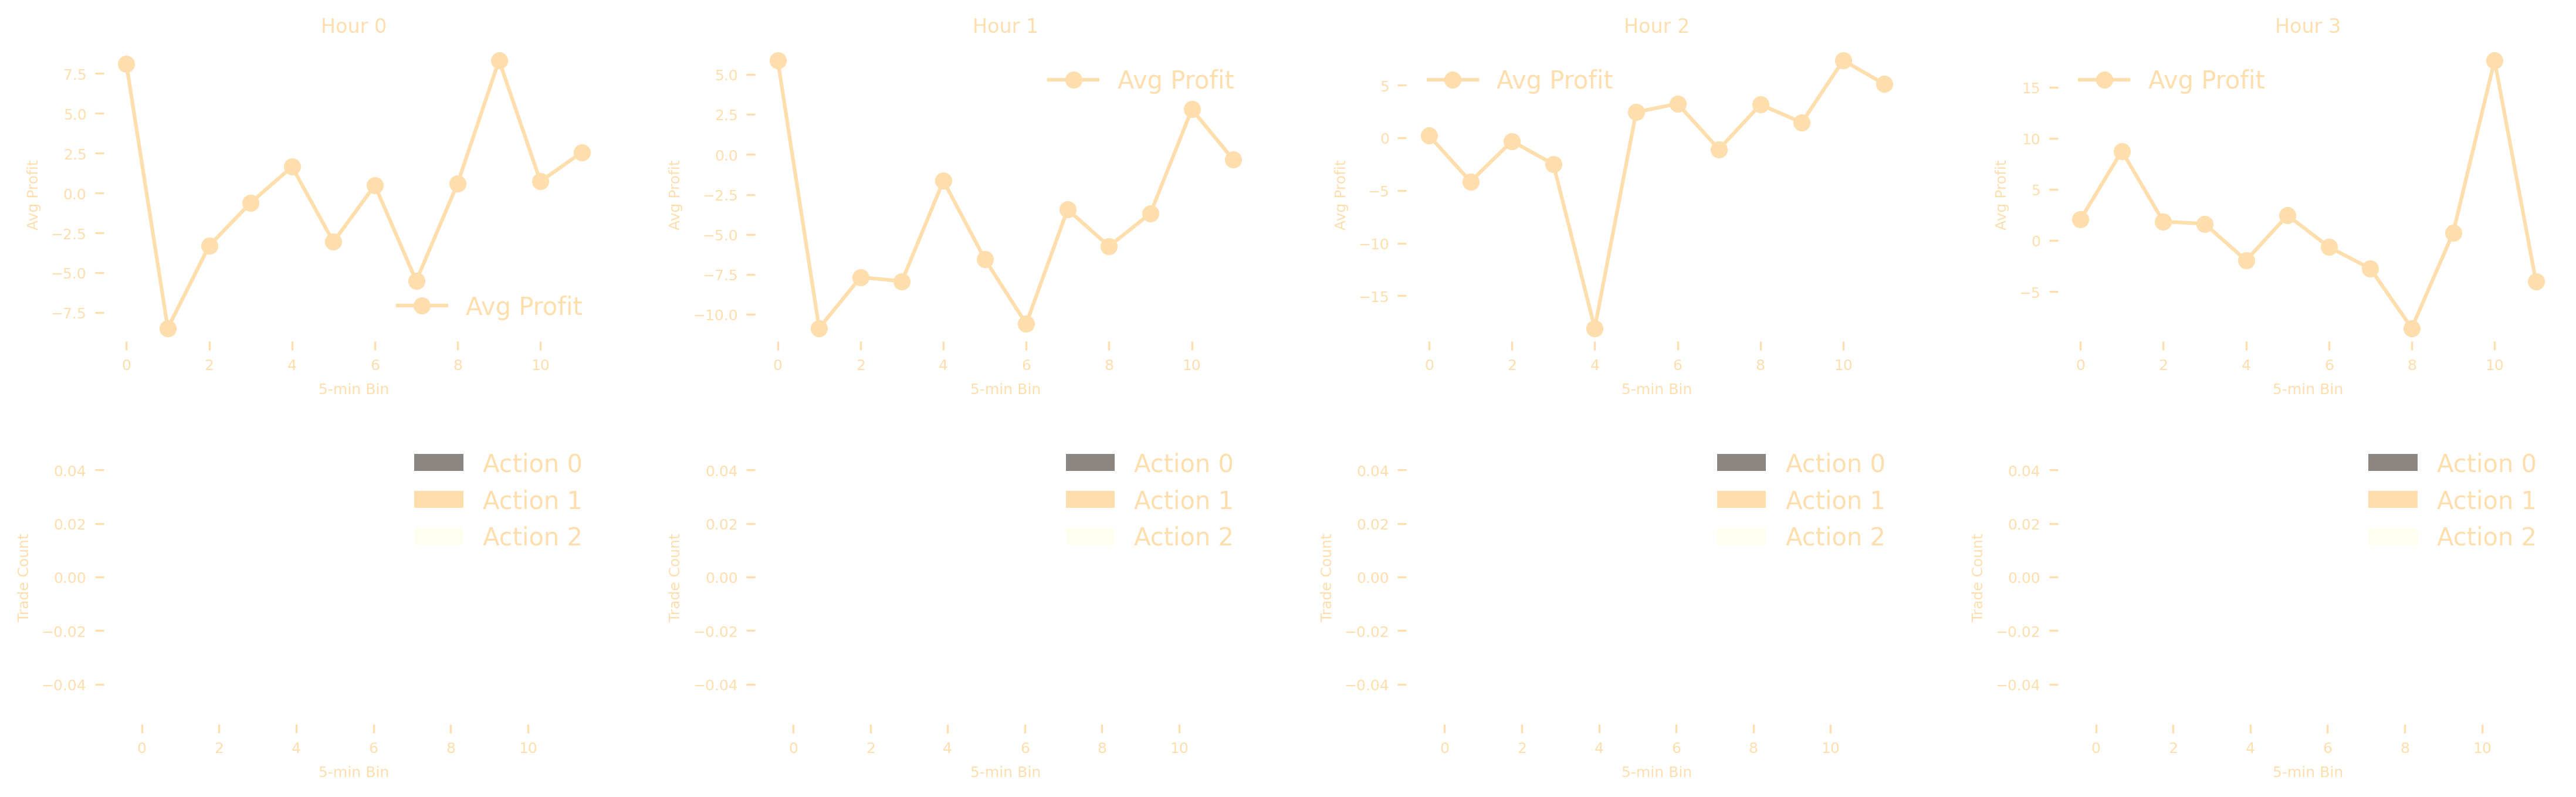 Hour 0
Avg Profit
7.5
5.0
2.5
0.0
−2.5
−5.0
−7.5
Avg Profit
0 2 4 6 8 10
5-min Bin
Hour 1
Avg Profit
5.0
2.5
0.0
−2.5
−5.0
−7.5
−10.0
Avg Profit
0 2 4 6 8 10
5-min Bin
Hour 2
Avg Profit
5
0
−5
−10
−15
Avg Profit
0 2 4 6 8 10
5-min Bin
Hour 3
Avg Profit
15
10
5
0
−5
Avg Profit
0 2 4 6 8 10
5-min Bin
Trade Count
0.04
0.02
0.00
−0.02
−0.04
Action 0
Action 1
Action 2
0 2 4 6 8 10
5-min Bin
Trade Count
0.04
0.02
0.00
−0.02
−0.04
Action 0
Action 1
Action 2
0 2 4 6 8 10
5-min Bin
Trade Count
0.04
0.02
0.00
−0.02
−0.04
Action 0
Action 1
Action 2
0 2 4 6 8 10
5-min Bin
Trade Count
0.04
0.02
0.00
−0.02
−0.04
Action 0
Action 1
Action 2
0 2 4 6 8 10
5-min Bin